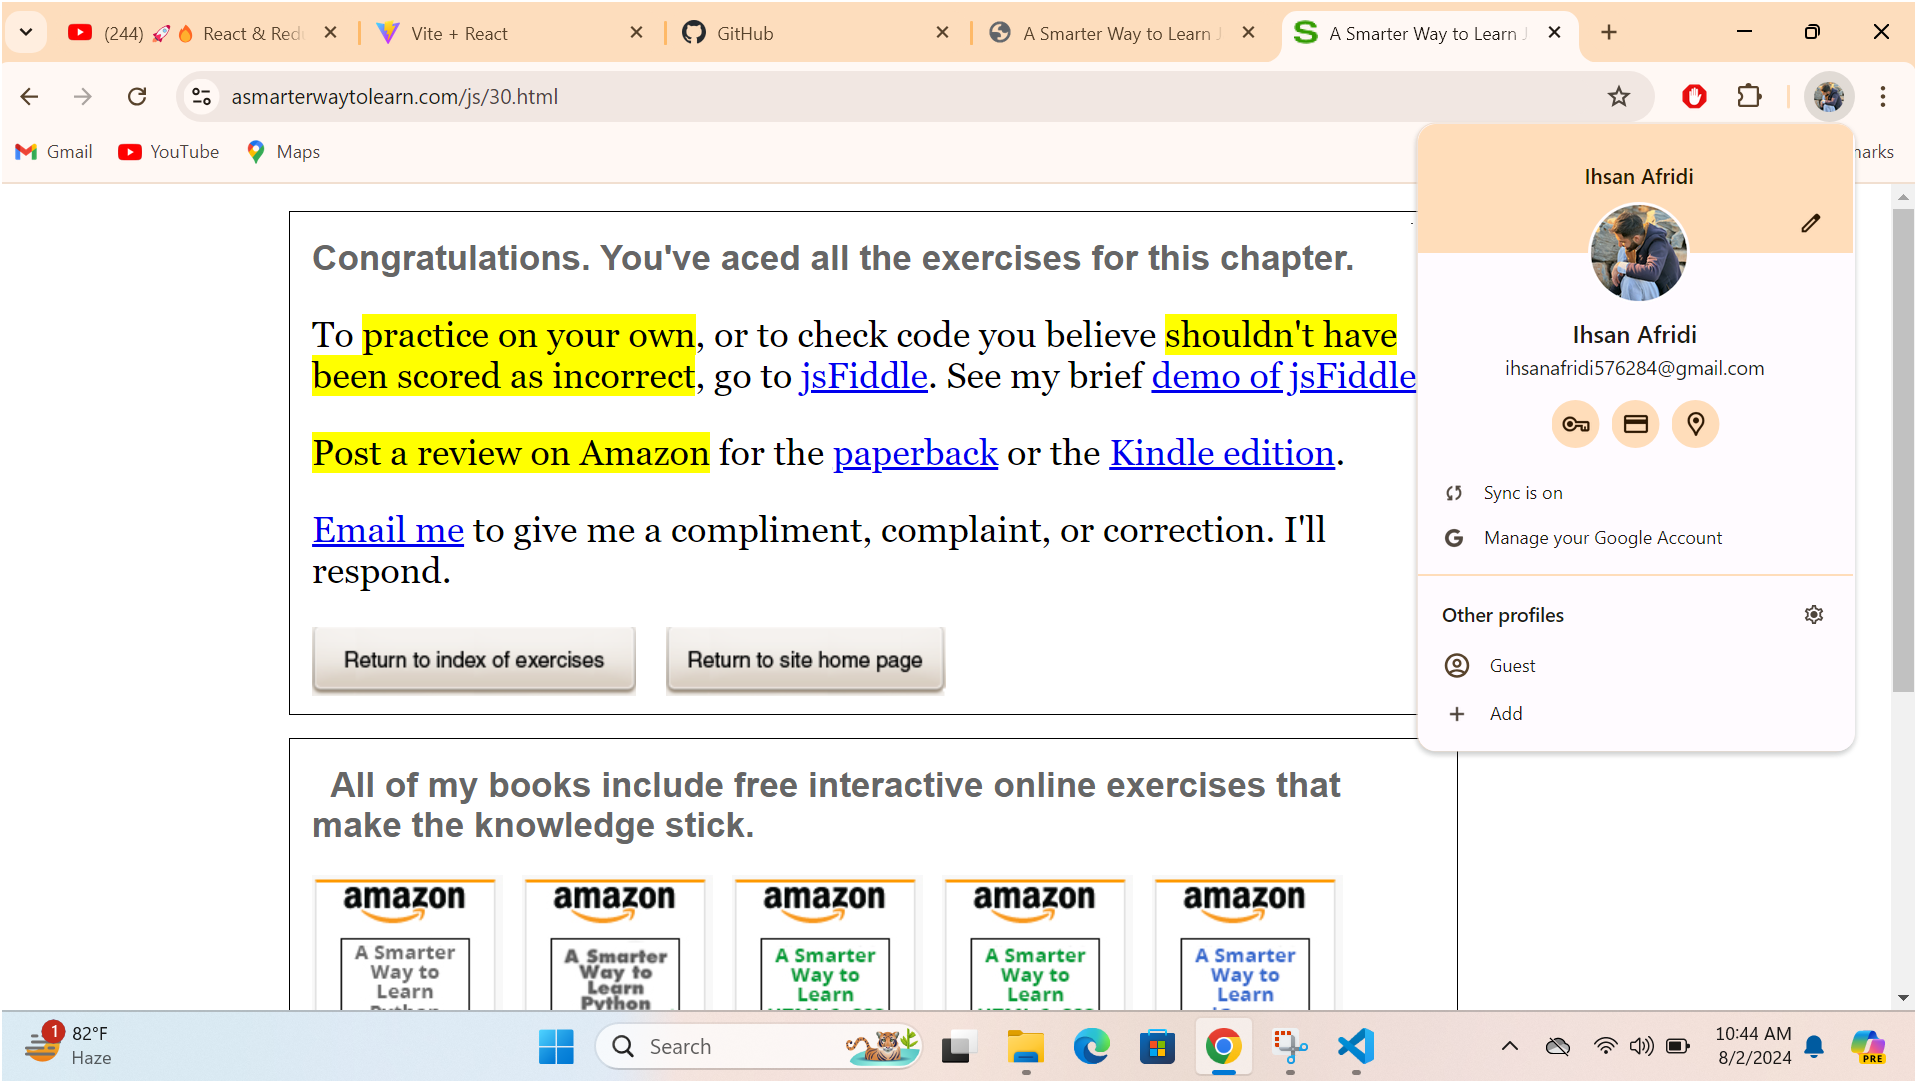 (244) 🚀🔥 React & Redu
Vite + React
GitHub
A Smarter Way to Learn J
A Smarter Way to Learn J
asmarterwaytolearn.com/js/30.html
Gmail
YouTube
Maps
narks
Congratulations. You've aced all the exercises for this chapter.
To practice on your own, or to check code you believe shouldn't have
been scored as incorrect, go to jsFiddle. See my brief demo of jsFiddle
Post a review on Amazon for the paperback or the Kindle edition.
Email me to give me a compliment, complaint, or correction. I'll
respond.
Return to index of exercises
Return to site home page
Ihsan Afridi
Ihsan Afridi
ihsanafridi576284@gmail.com
Sync is on
Manage your Google Account
Other profiles
Guest
Add
All of my books include free interactive online exercises that
make the knowledge stick.
amazon
A Smarter
Way to
Learn
Python
amazon
A Smarter
Way to
Learn
Python
amazon
A Smarter
Way to
Learn
amazon
A Smarter
Way to
Learn
amazon
A Smarter
Way to
Learn
1
82°F
Haze
Search
10:44 AM
8/2/2024
PRE